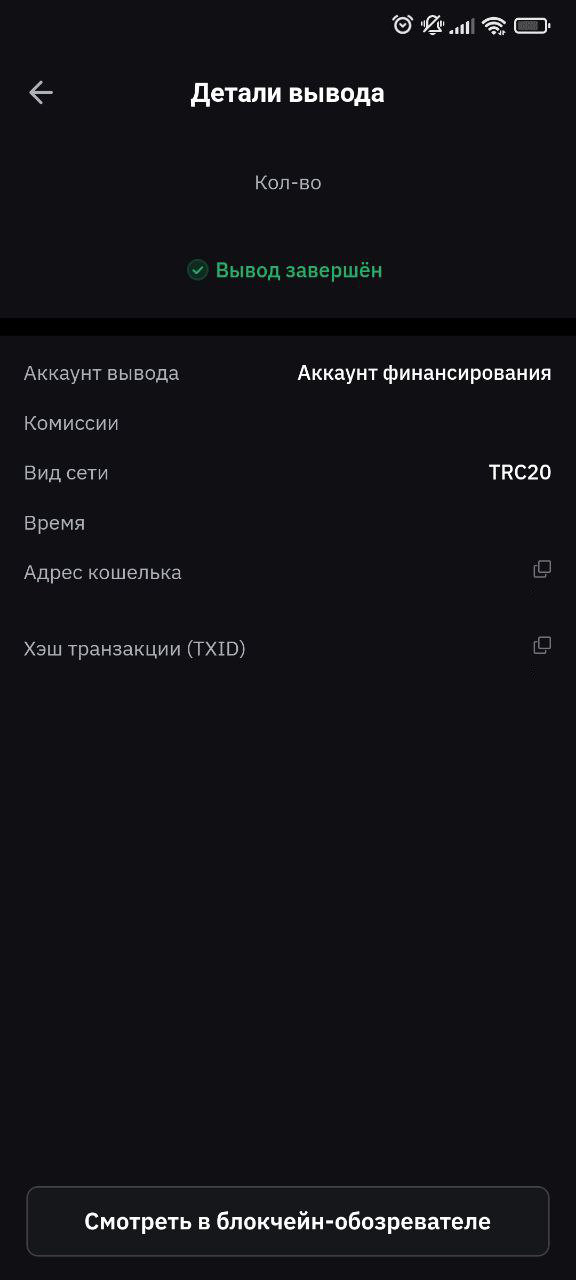 Детали вывода
Кол-во
Вывод завершён
Аккаунт вывода Аккаунт финансирования
Комиссии
Вид сети TRC20
Время
Адрес кошелька
Хэш транзакции (TXID)
Смотреть в блокчейн-обозревателе